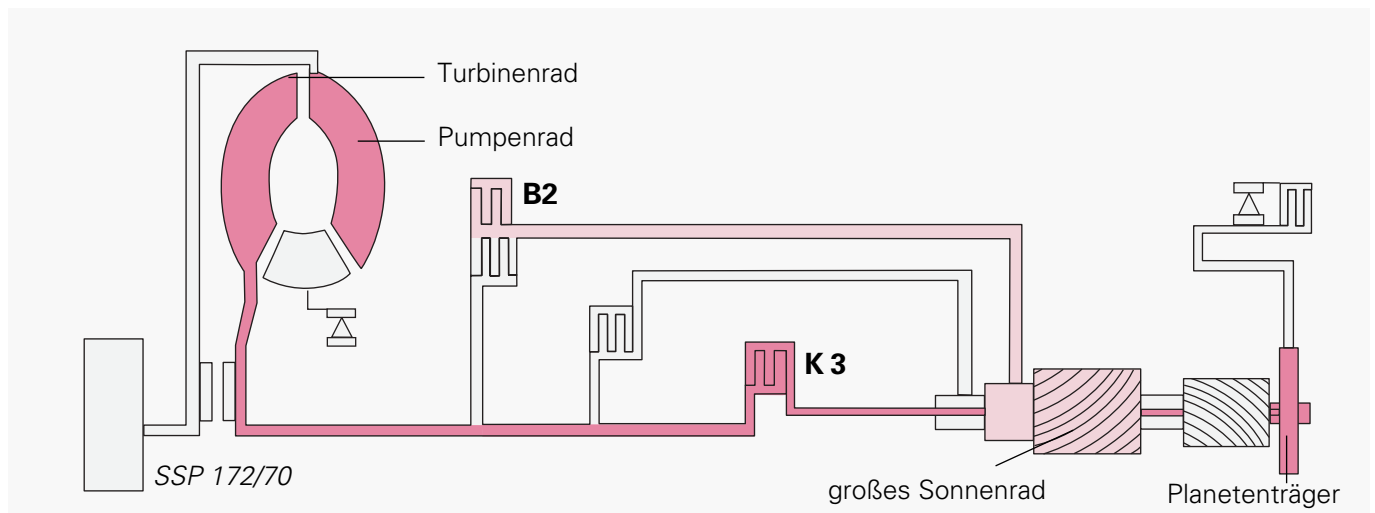 Turbinenrad
Pumpenrad
B2
K 3
SSP 172/70
großes Sonnenrad
Planetenträger